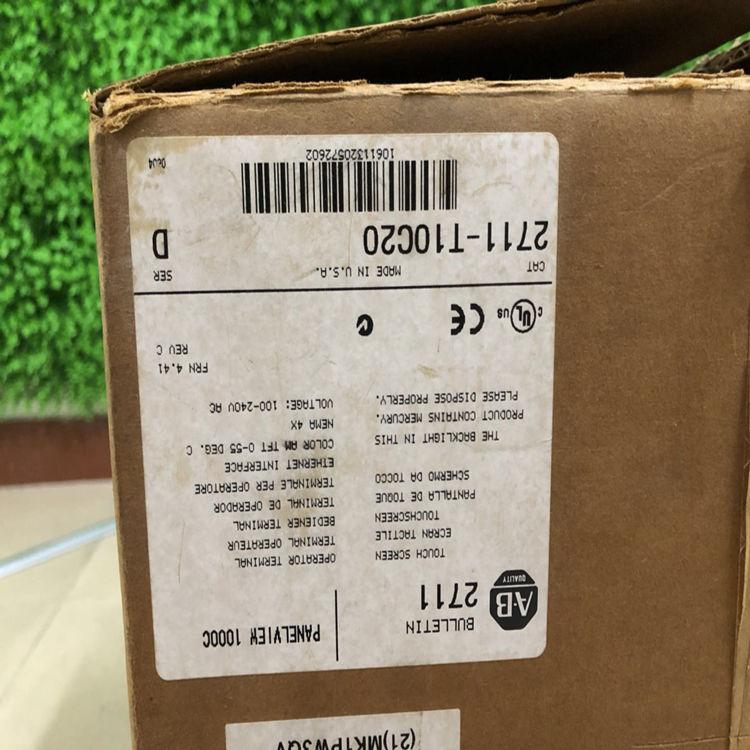 (21)MK1PW3QV
A-B
QUALITY
BULLETIN
2711
PANELVIEW 1000C
TOUCH SCREEN
ECRAN TACTILE
TOUCHSCREEN
PANTALLA DE TOQUE
SCHERMO DA TOCCO
OPERATOR TERMINAL
TERMINAL OPERATEUR
BEDIENER TERMINAL
TERMINAL DE OPERADOR
TERMINALE PER OPERATORE
ETHERNET INTERFACE
COLOR AM TFT 0-55 DEG. C
NEMA 4X
VOLTAGE: 100-240V AC
THE BACKLIGHT IN THIS
PRODUCT CONTAINS MERCURY.
PLEASE DISPOSE PROPERLY.
FRN 4.41
REV C
C UL US CE
CAT MADE IN U.S.A. SER
2711-T10C20 D
10611320572602